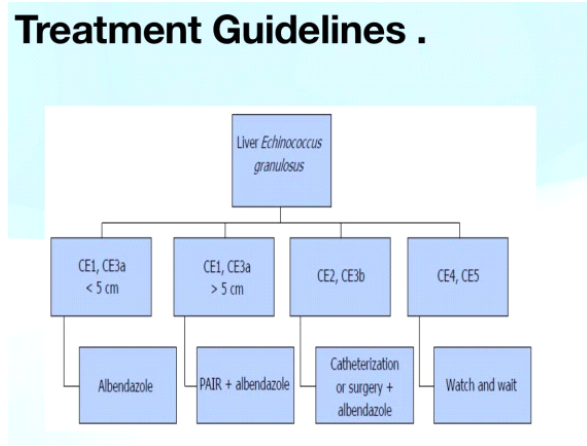 Treatment Guidelines .
Liver Echinococcus
granulosus
CE1, CE3a
< 5 cm
CE1, CE3a
> 5 cm
CE2, CE3b
CE4, CE5
Albendazole
PAIR + albendazole
Catheterization
or surgery +
albendazole
Watch and wait